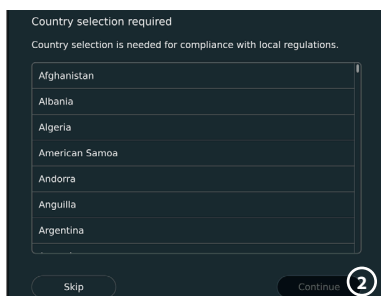 Country selection required
Country selection is needed for compliance with local regulations.
Afghanistan
Albania
Algeria
American Samoa
Andorra
Anguilla
Argentina
Skip
Continue
2